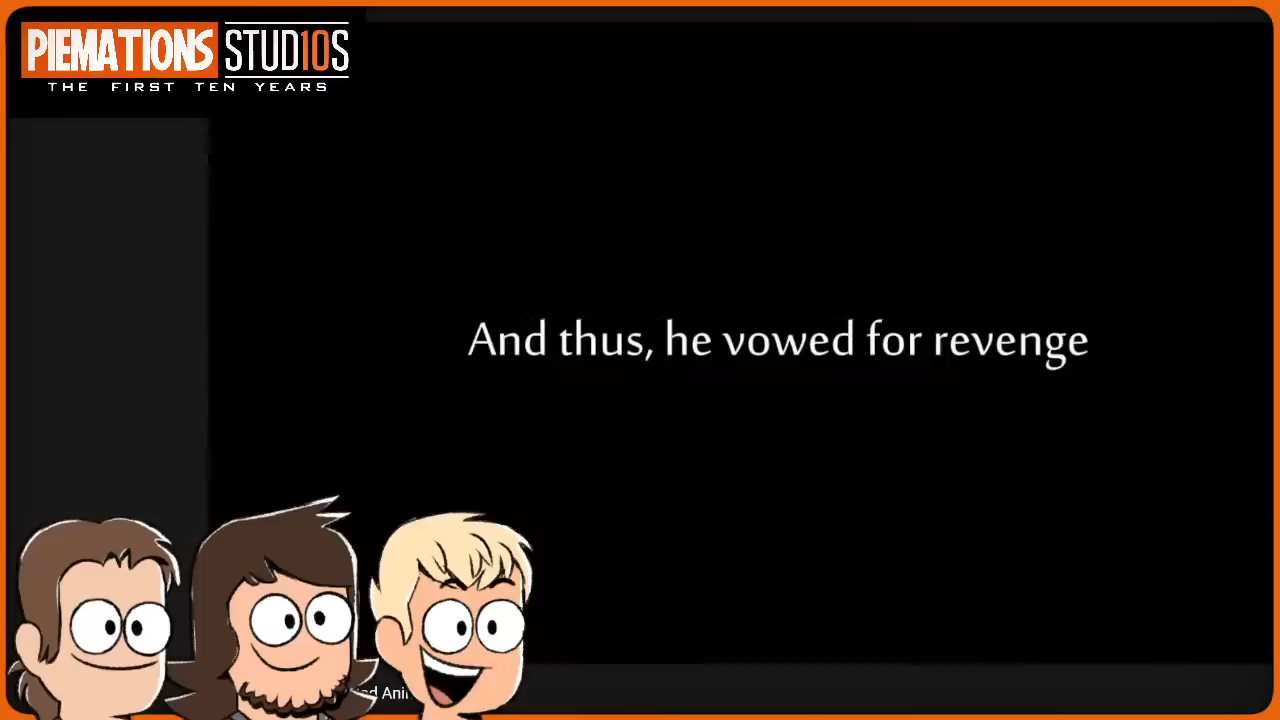 PIEMATIONS STUD10S
THE FIRST TEN YEARS
And thus, he vowed for revenge